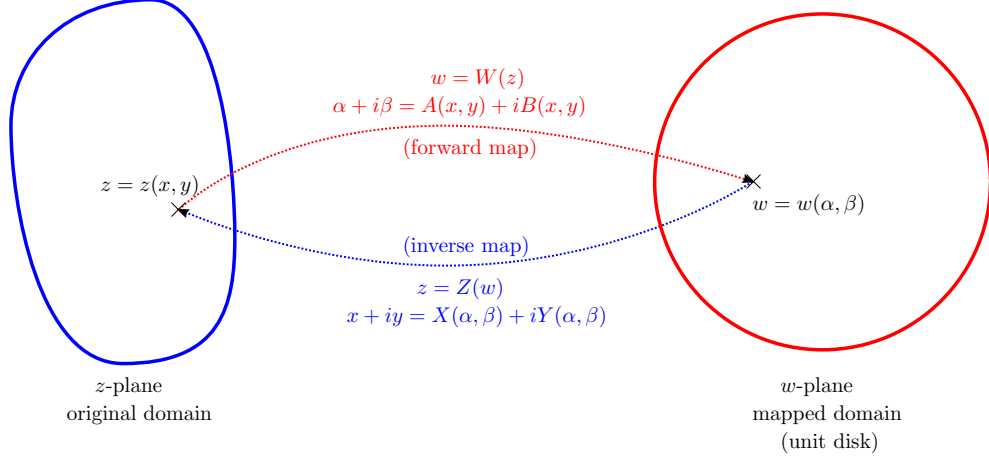 w = W(z)
α + iβ = A(x, y) + iB(x, y)
(forward map)
z = z(x, y)
w = w(α, β)
(inverse map)
z = Z(w)
x + iy = X(α, β) + iY(α, β)
z-plane
original domain
w-plane
mapped domain
(unit disk)